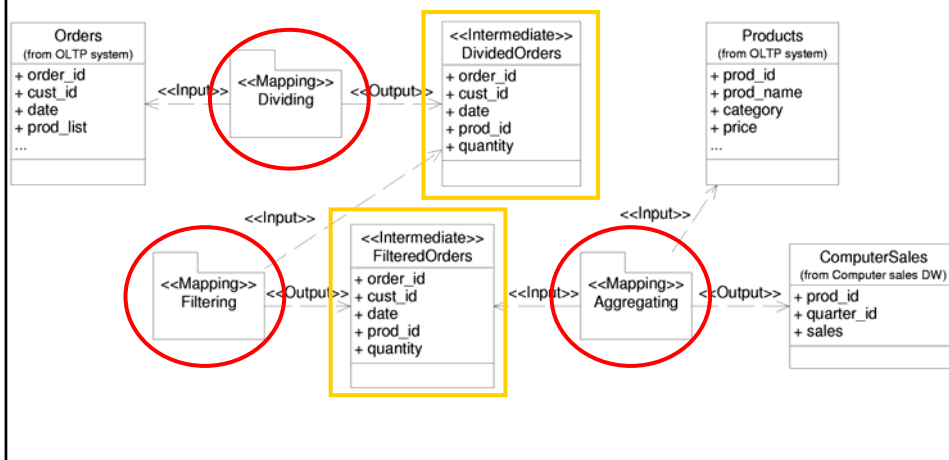 Orders
(from OLTP system)
+ order_id
+ cust_id
+ date
+ prod_list
...
<<Input>>
<<Mapping>>
Dividing
<<Output>>
<<Intermediate>>
DividedOrders
+ order_id
+ cust_id
+ date
+ prod_id
+ quantity
Products
(from OLTP system)
+ prod_id
+ prod_name
+ category
+ price
...
<<Input>>
<<Mapping>>
Filtering
<<Output>>
<<Intermediate>>
FilteredOrders
+ order_id
+ cust_id
+ date
+ prod_id
+ quantity
<<Input>>
<<Input>>
<<Mapping>>
Aggregating
<<Output>>
ComputerSales
(from Computer sales DW)
+ prod_id
+ quarter_id
+ sales